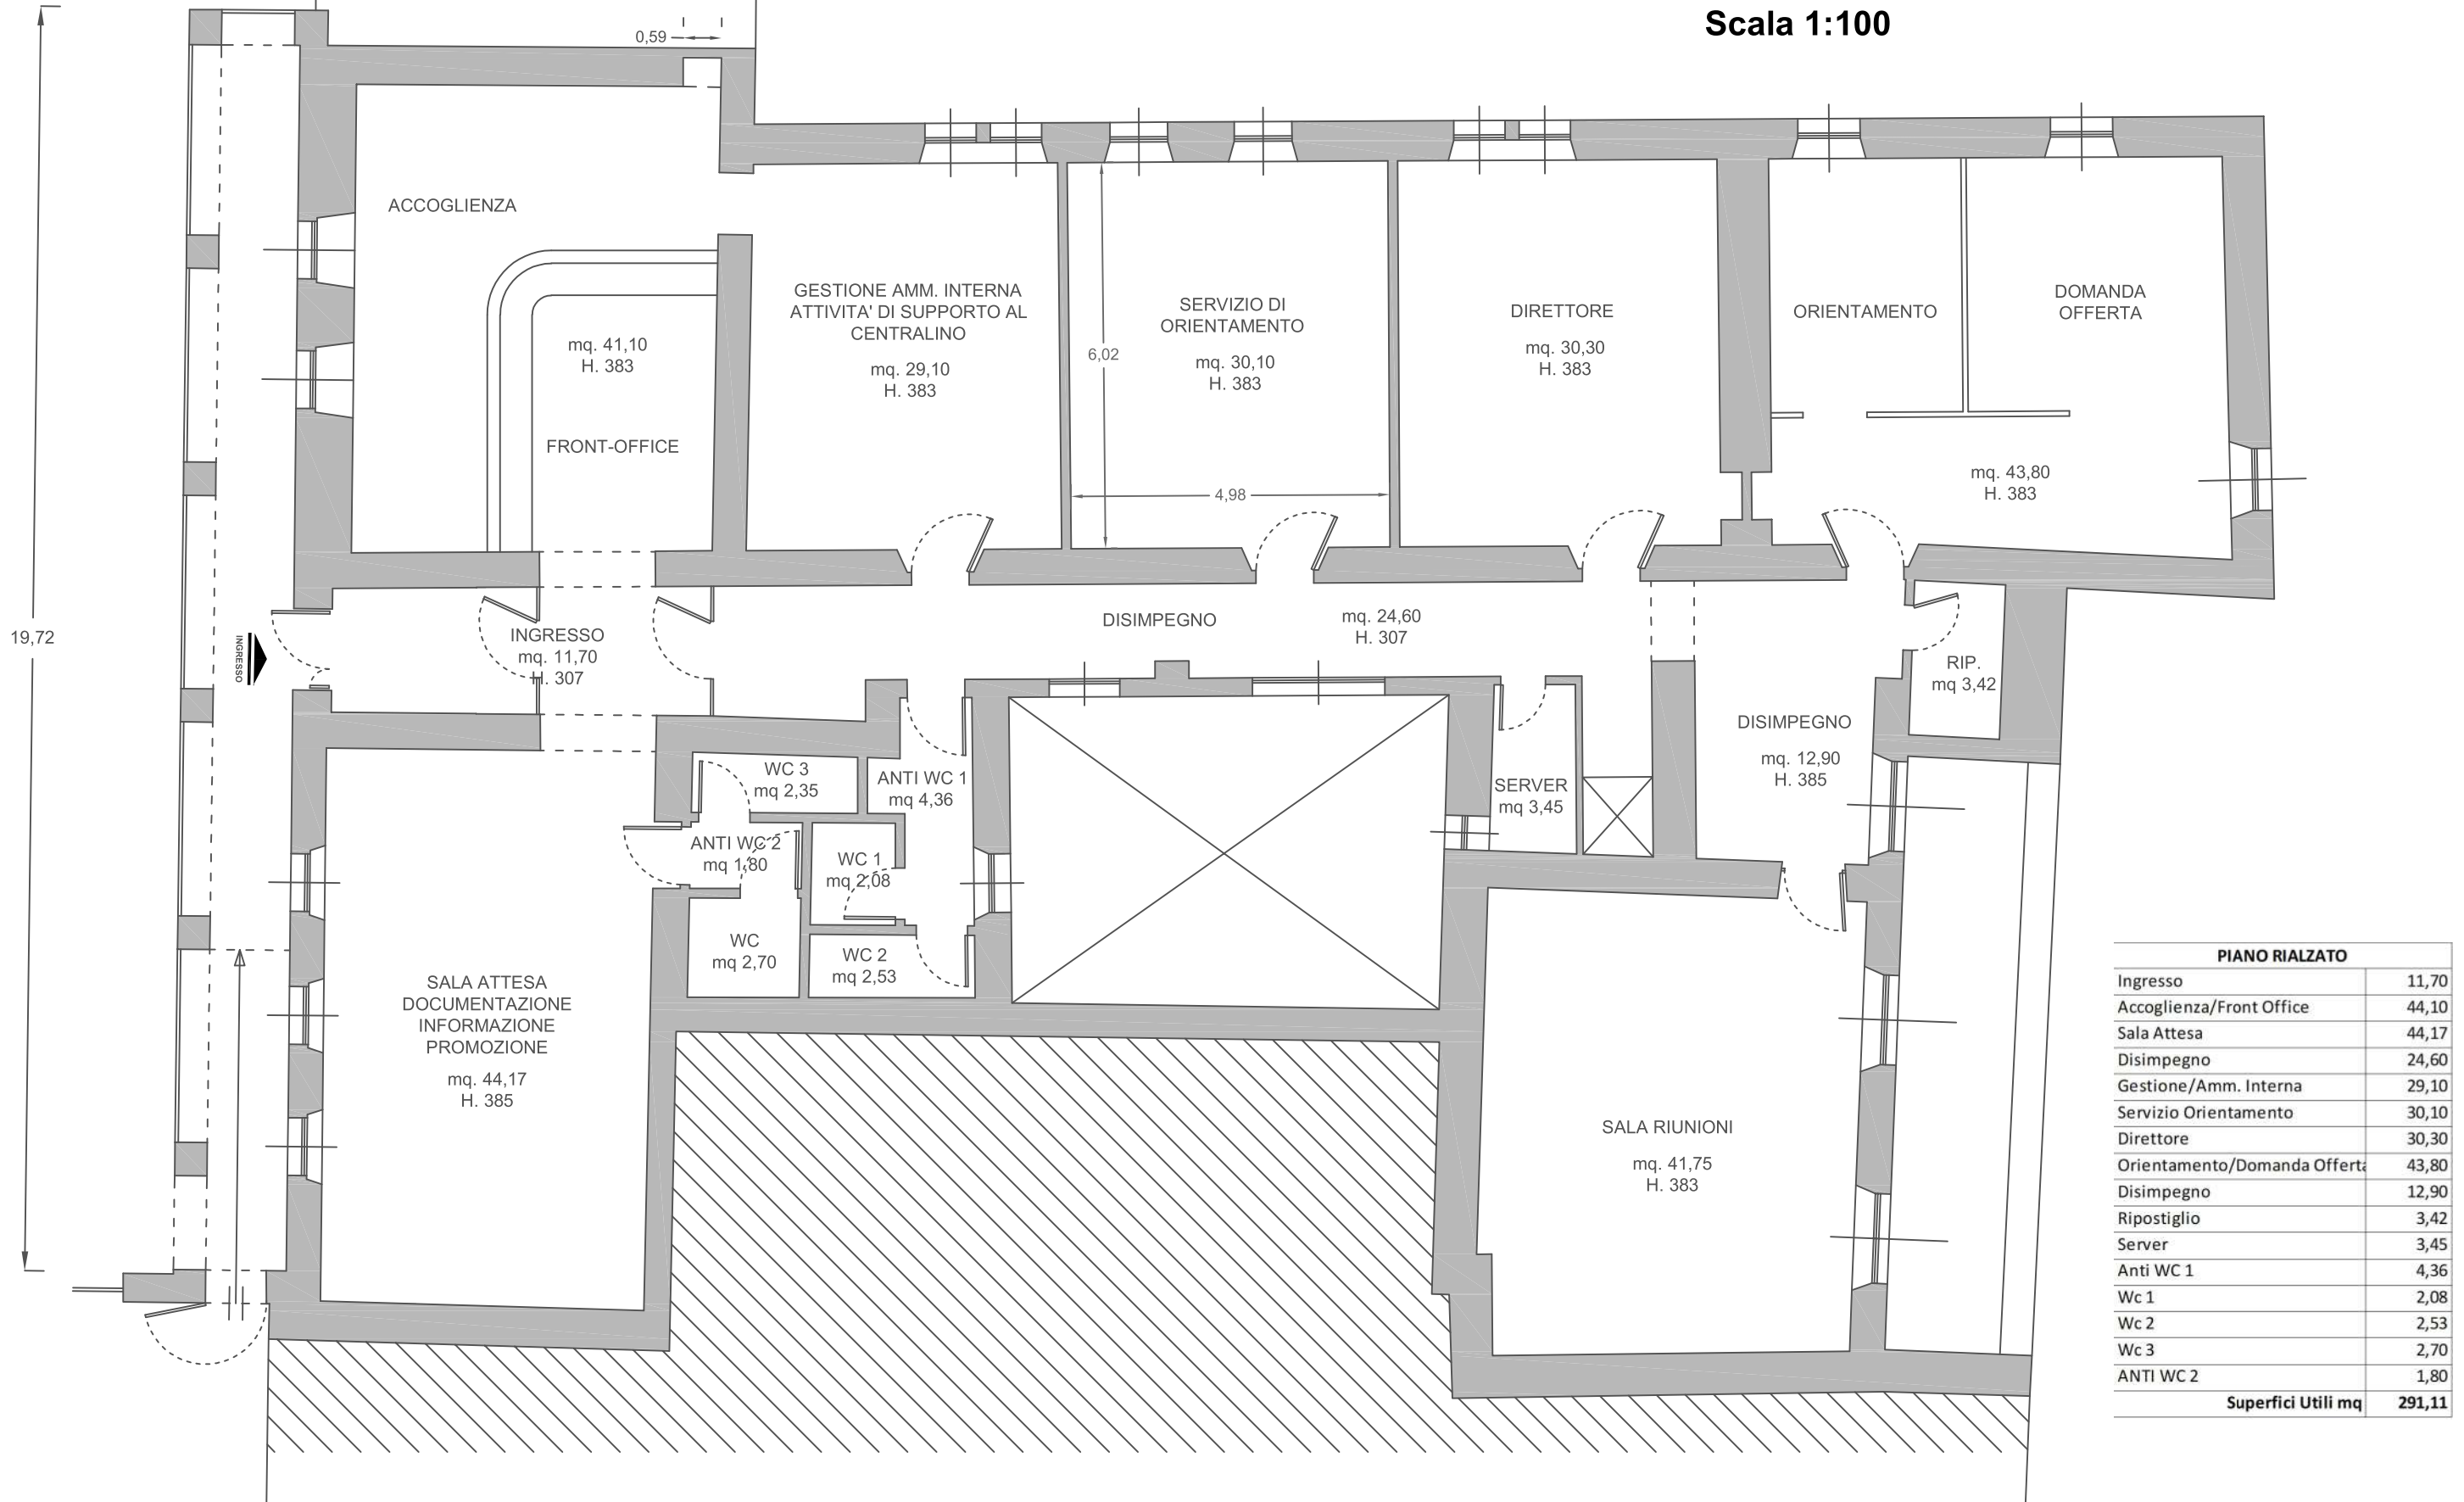 Scala 1:100
0,59
19,72
ACCOGLIENZA
mq. 41,10
H. 383
FRONT-OFFICE
GESTIONE AMM. INTERNA
ATTIVITA' DI SUPPORTO AL
CENTRALINO
mq. 29,10
H. 383
SERVIZIO DI
ORIENTAMENTO
mq. 30,10
H. 383
6,02
4,98
DIRETTORE
mq. 30,30
H. 383
ORIENTAMENTO
DOMANDA
OFFERTA
mq. 43,80
H. 383
INGRESSO
INGRESSO
mq. 11,70
H. 307
DISIMPEGNO
mq. 24,60
H. 307
RIP.
mq 3,42
DISIMPEGNO
mq. 12,90
H. 385
WC 3
mq 2,35
ANTI WC 1
mq 4,36
SERVER
mq 3,45
ANTI WC 2
mq 1,80
WC 1
mq 2,08
WC
mq 2,70
WC 2
mq 2,53
SALA ATTESA
DOCUMENTAZIONE
INFORMAZIONE
PROMOZIONE
mq. 44,17
H. 385
SALA RIUNIONI
mq. 41,75
H. 383
PIANO RIALZATO
Ingresso 11,70
Accoglienza/Front Office 44,10
Sala Attesa 44,17
Disimpegno 24,60
Gestione/Amm. Interna 29,10
Servizio Orientamento 30,10
Direttore 30,30
Orientamento/Domanda Offerta 43,80
Disimpegno 12,90
Ripostiglio 3,42
Server 3,45
Anti WC 1 4,36
Wc 1 2,08
Wc 2 2,53
Wc 3 2,70
ANTI WC 2 1,80
Superfici Utili mq 291,11